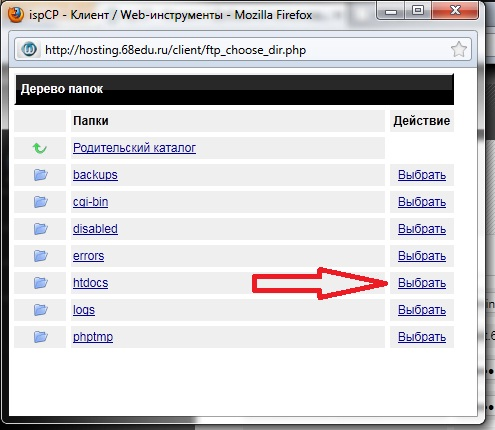 ispCP - Клиент / Web-инструменты - Mozilla Firefox
http://hosting.68edu.ru/client/ftp_choose_dir.php
Дерево папок
Папки Действие
Родительский каталог
backups Выбрать
cgi-bin Выбрать
disabled Выбрать
errors Выбрать
htdocs Выбрать
logs Выбрать
phptmp Выбрать